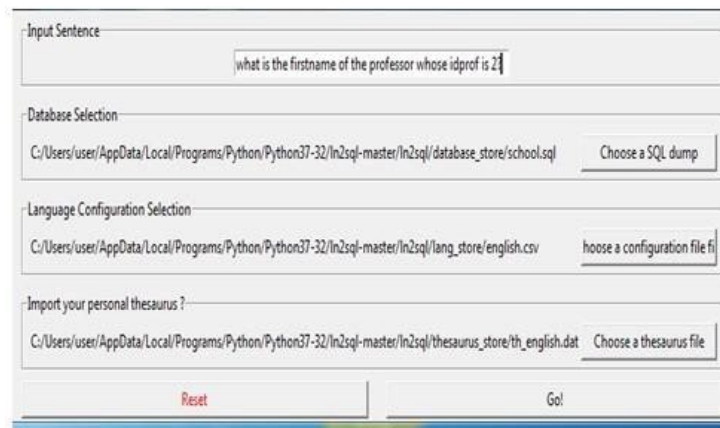 Input Sentence
what is the firstname of the professor whose idprof is 2?
Database Selection
C:/Users/user/AppData/Local/Programs/Python/Python37-32/ln2sql-master/ln2sql/database_store/school.sql Choose a SQL dump
Language Configuration Selection
C:/Users/user/AppData/Local/Programs/Python/Python37-32/ln2sql-master/ln2sql/lang_store/english.csv hoose a configuration file fi
Import your personal thesaurus ?
C:/Users/user/AppData/Local/Programs/Python/Python37-32/ln2sql-master/ln2sql/thesaurus_store/th_english.dat Choose a thesaurus file
Reset Go!